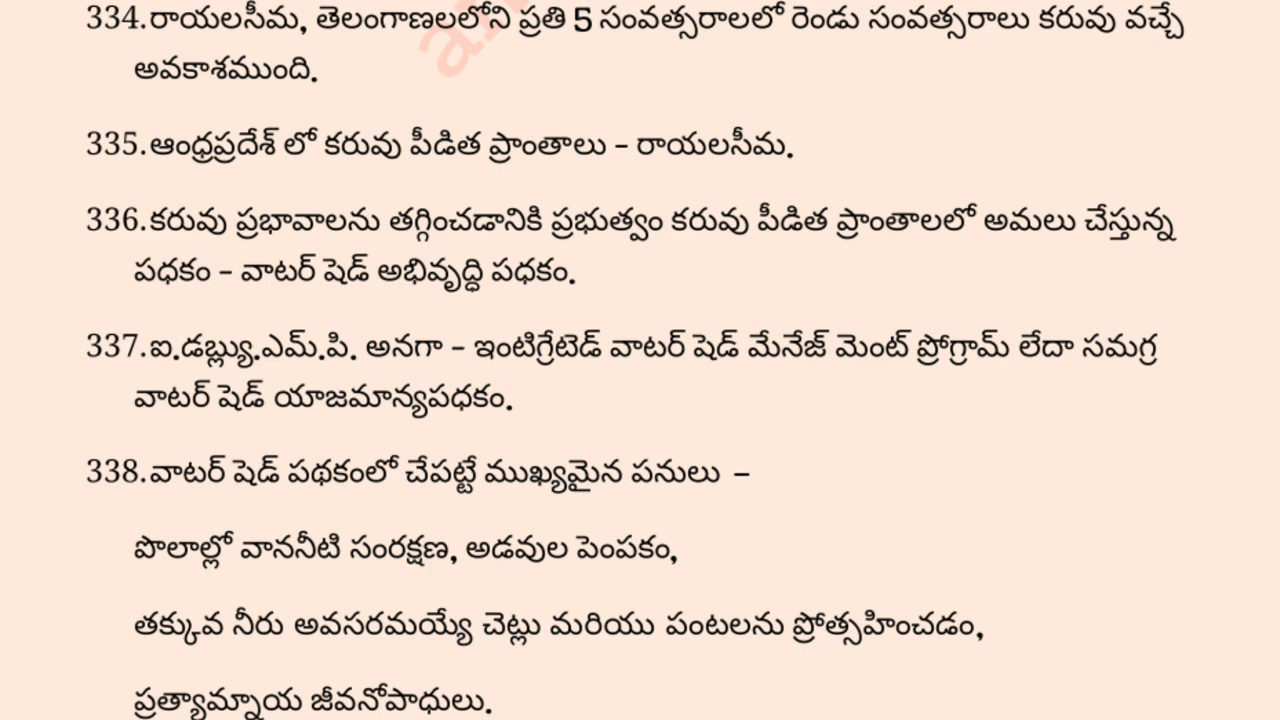 334.రాయలసీమ, తెలంగాణలలోని ప్రతి 5 సంవత్సరాలలో రెండు సంవత్సరాలు కరువు వచ్చే
అవకాశముంది.
335.ఆంధ్రప్రదేశ్ లో కరువు పీడిత ప్రాంతాలు – రాయలసీమ.
336.కరువు ప్రభావాలను తగ్గించడానికి ప్రభుత్వం కరువు పీడిత ప్రాంతాలలో అమలు చేస్తున్న
పధకం – వాటర్ షెడ్ అభివృద్ధి పధకం.
337.ఐ.డబ్ల్యు.ఎమ్.పి. అనగా – ఇంటిగ్రేటెడ్ వాటర్ షెడ్ మేనేజ్ మెంట్ ప్రోగ్రామ్ లేదా సమగ్ర
వాటర్ షెడ్ యాజమాన్యపధకం.
338.వాటర్ షెడ్ పథకంలో చేపట్టే ముఖ్యమైన పనులు –
పొలాల్లో వాననీటి సంరక్షణ, అడవుల పెంపకం,
తక్కువ నీరు అవసరమయ్యే చెట్లు మరియు పంటలను ప్రోత్సహించడం,
ప్రత్యామ్నాయ జీవనోపాధులు.